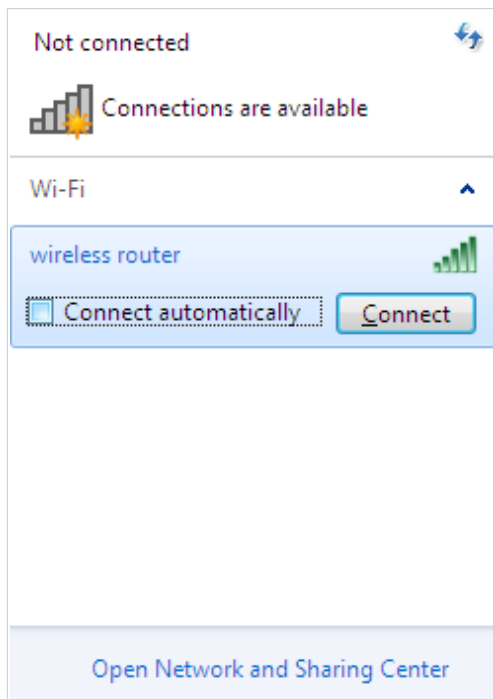 Not connected
Connections are available
Wi-Fi
wireless router
Connect automatically Connect
Open Network and Sharing Center